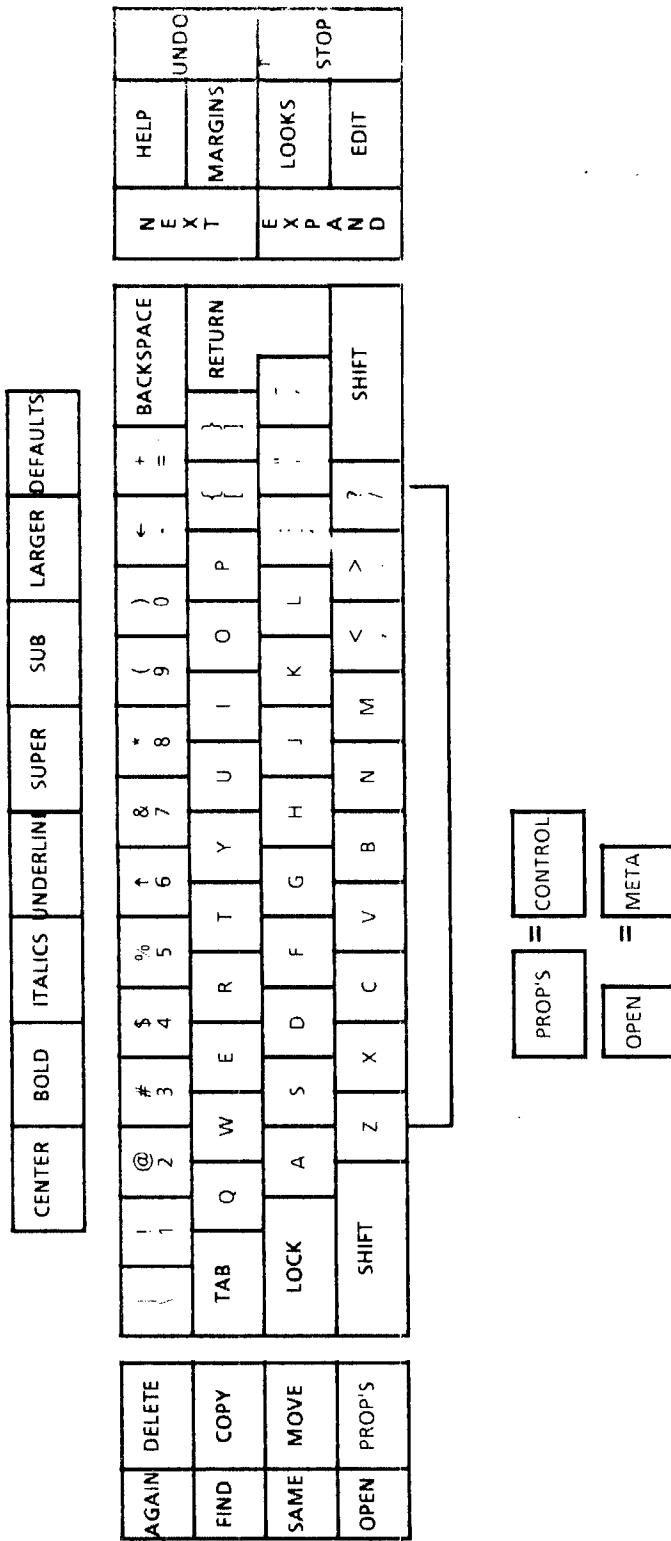 CENTER BOLD ITALICS UNDERLINE SUPER SUB LARGER DEFAULTS
AGAIN DELETE
FIND COPY
SAME MOVE
OPEN PROP'S
! @ # $ % ↑ & * ( ) ← +
\ 1 2 3 4 5 6 7 8 9 0 - = BACKSPACE
TAB Q W E R T Y U I O P { [ } ] RETURN
LOCK A S D F G H J K L : ;
SHIFT Z X C V B N M < , > ? / SHIFT
NEXT HELP UNDO
MARGINS
EXPAND LOOKS STOP
EDIT
PROP'S = CONTROL
OPEN = META